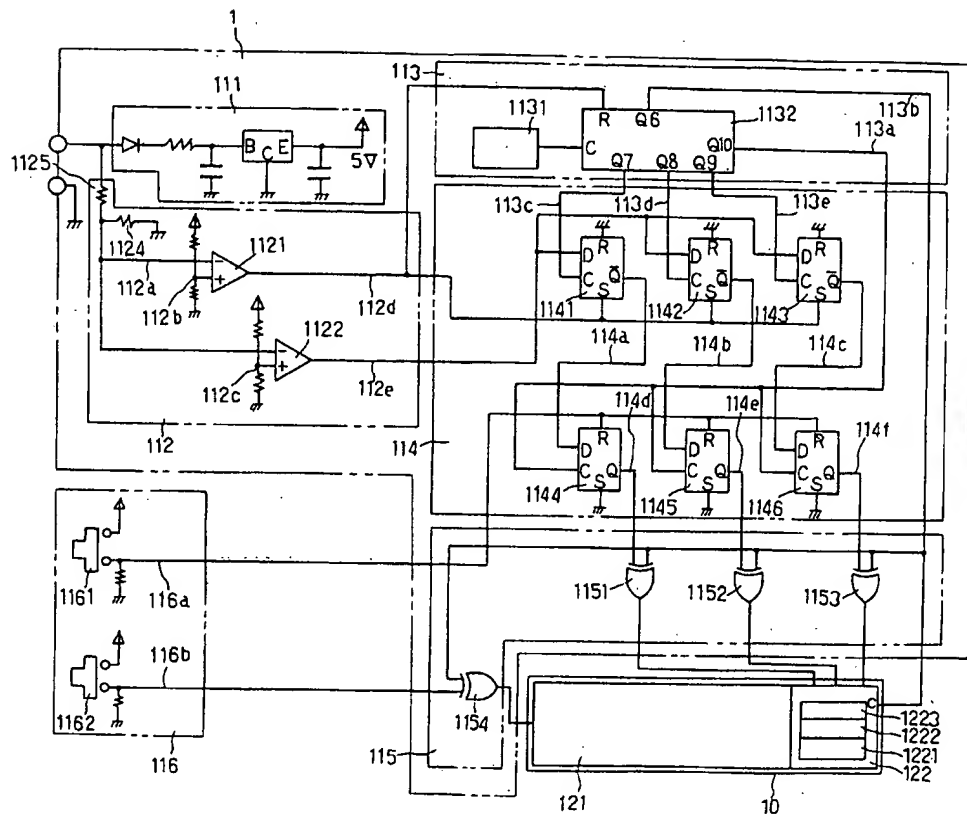 1
113
113b
1131
1132
111
R Q6
113a
Q10
C
Q7 Q8 Q9
B C E
5V
1125
113c
113d
113e
1124
1121
R
R
R
D
D
D
112a
C Q̅
C Q̅
C Q̅
S
S
S
112b
112d
1141
1142
1143
1122
114a
114b
114c
112c
112e
114d
114e
114f
112
114
R
R
R
D
D
D
C Q
C Q
C Q
S
S
S
1144
1145
1146
1161
116a
1151
1152
1153
116b
1154
1162
1223
1222
1221
116
115
121
10
122